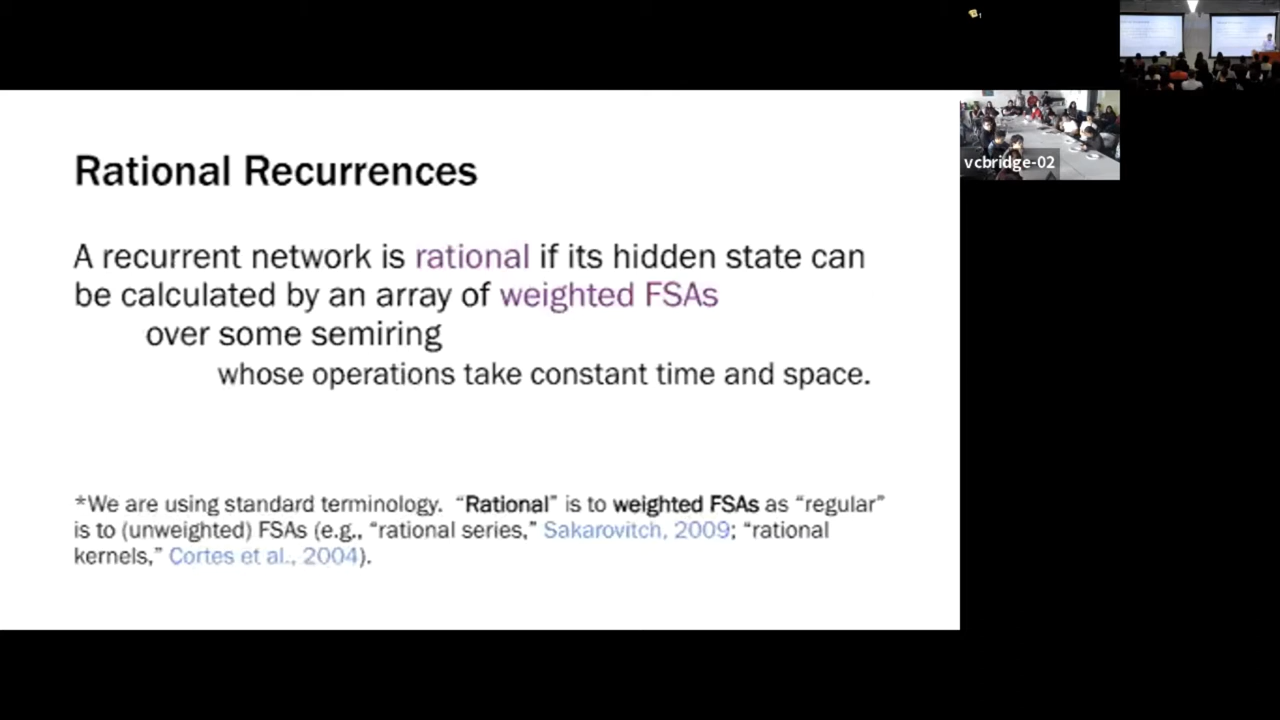 Rational Recurrences
A recurrent network is rational if its hidden state can
be calculated by an array of weighted FSAs
over some semiring
whose operations take constant time and space.
*We are using standard terminology. “Rational” is to weighted FSAs as “regular”
is to (unweighted) FSAs (e.g., “rational series,” Sakarovitch, 2009; “rational
kernels,” Cortes et al., 2004).
vcbridge-02